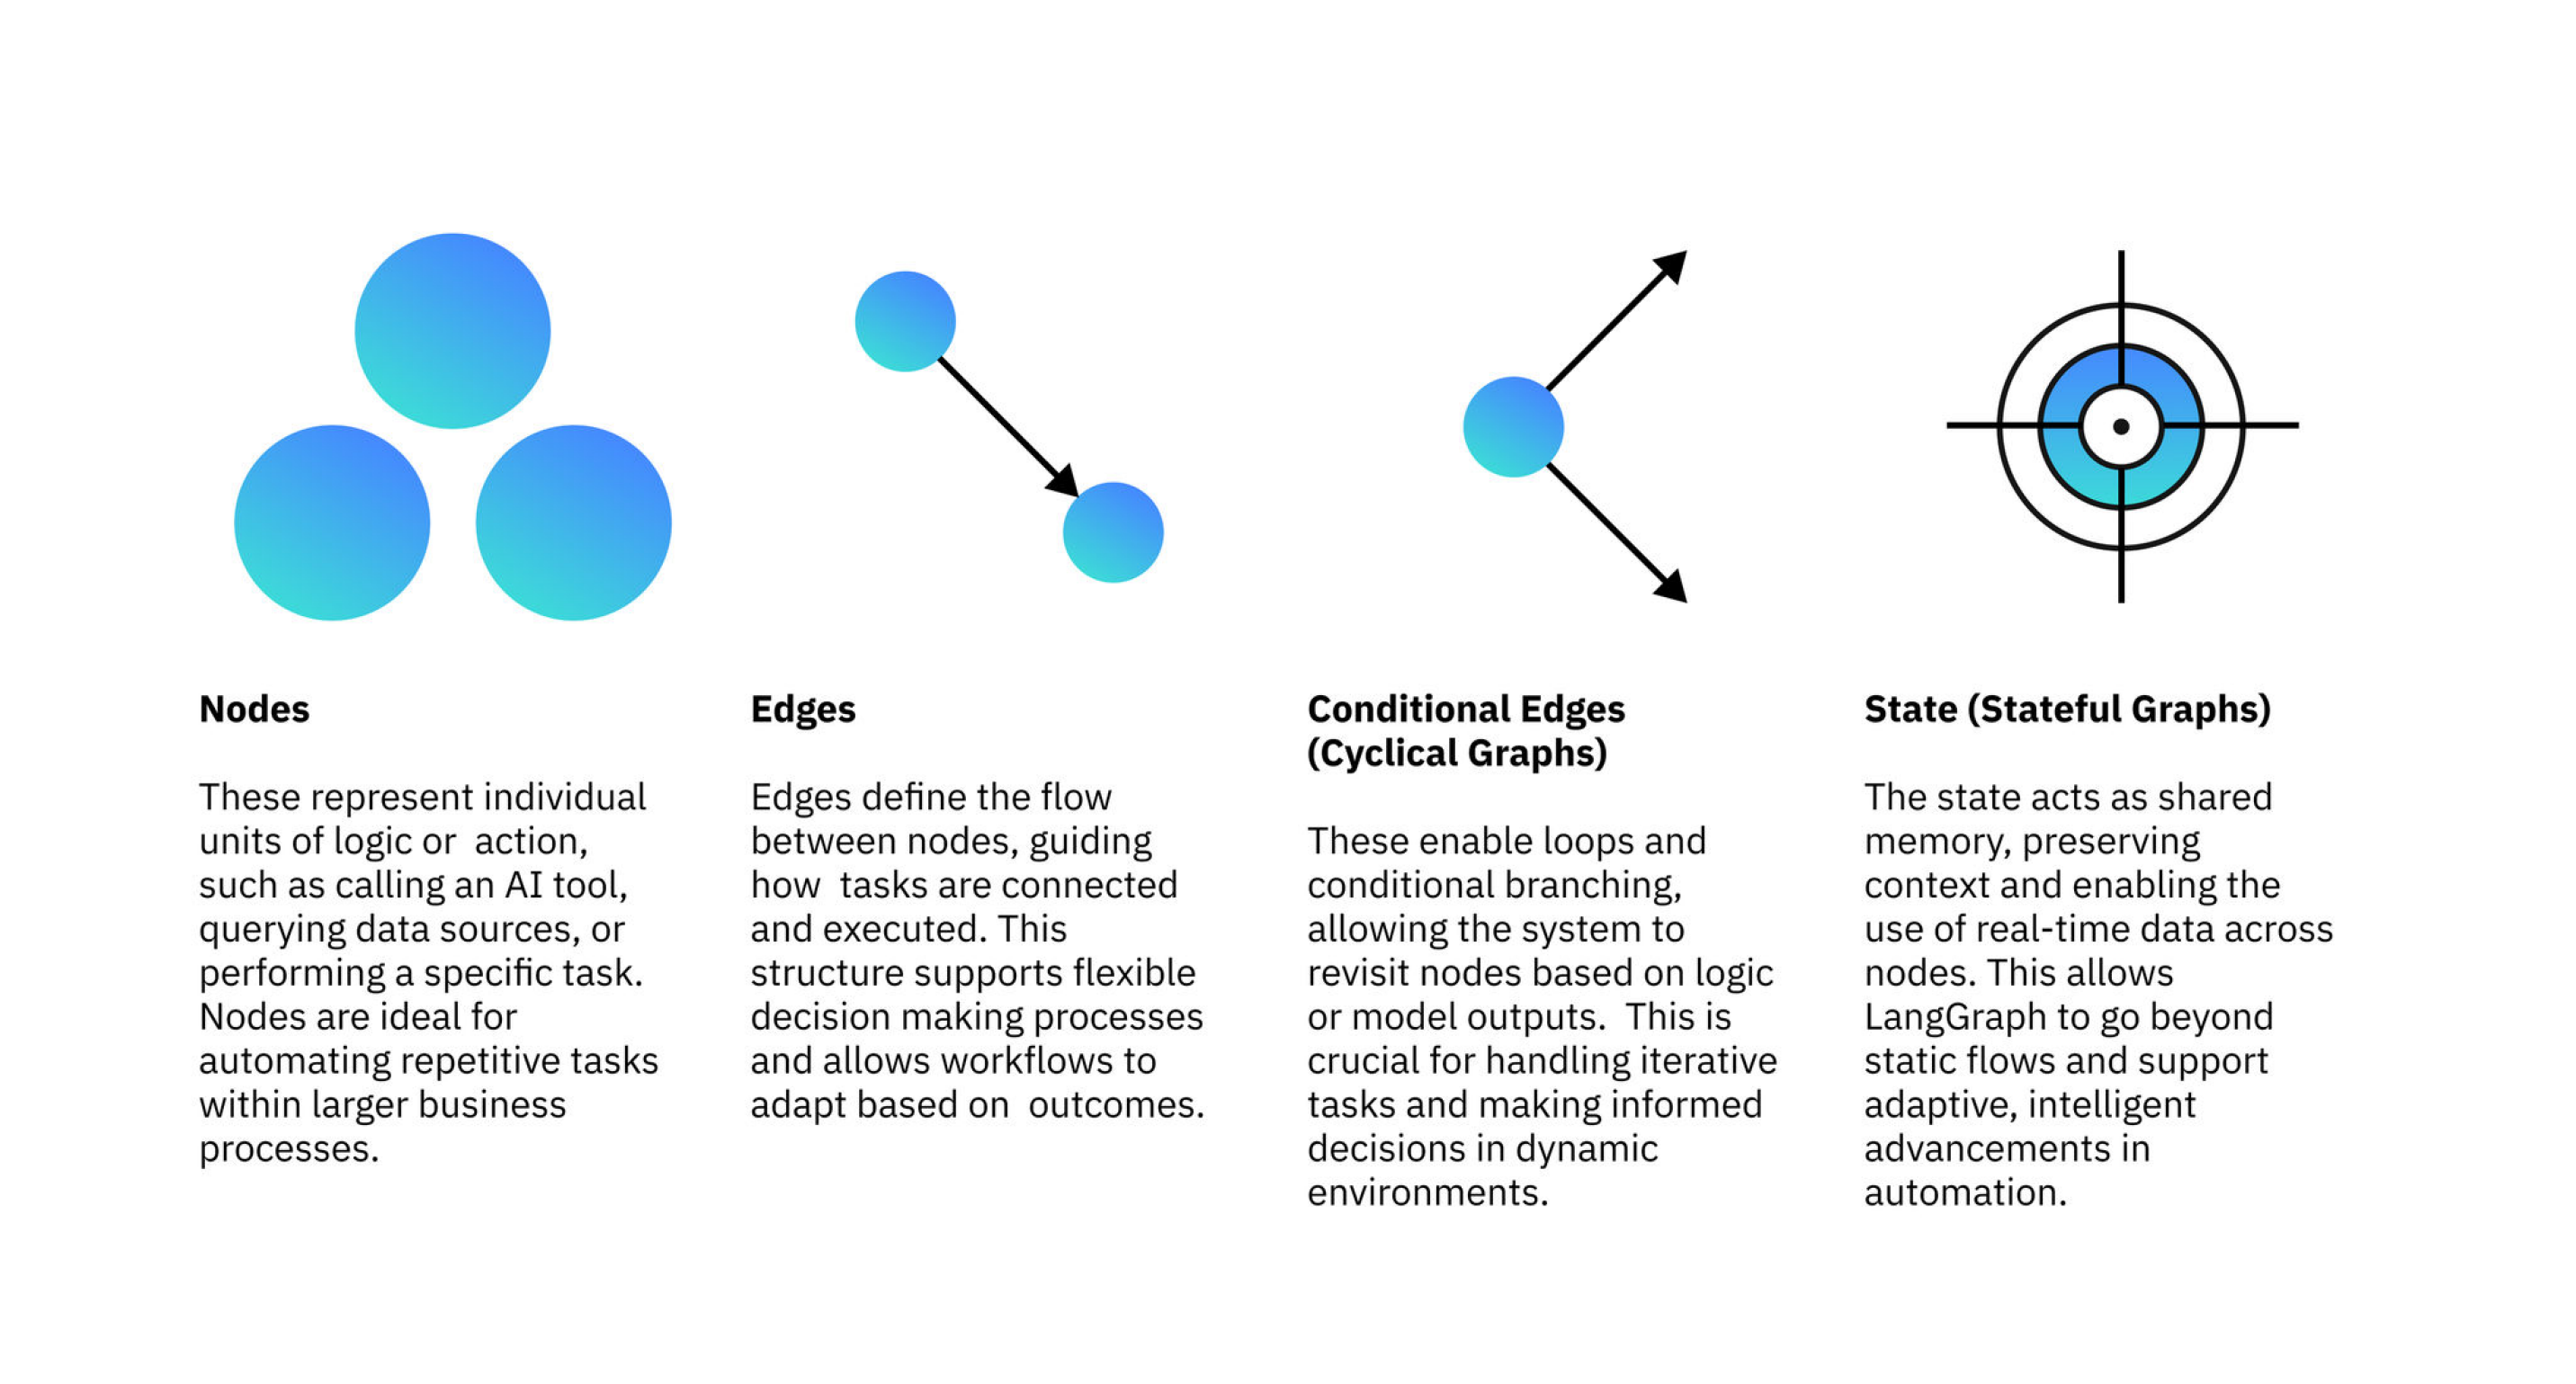 Nodes
These represent individual
units of logic or  action,
such as calling an AI tool,
querying data sources, or
performing a specific task.
Nodes are ideal for
automating repetitive tasks
within larger business
processes.
Edges
Edges define the flow
between nodes, guiding
how  tasks are connected
and executed. This
structure supports flexible
decision making processes
and allows workflows to
adapt based on  outcomes.
Conditional Edges
(Cyclical Graphs)
These enable loops and
conditional branching,
allowing the system to
revisit nodes based on logic
or model outputs.  This is
crucial for handling iterative
tasks and making informed
decisions in dynamic
environments.
State (Stateful Graphs)
The state acts as shared
memory, preserving
context and enabling the
use of real-time data across
nodes. This allows
LangGraph to go beyond
static flows and support
adaptive, intelligent
advancements in
automation.